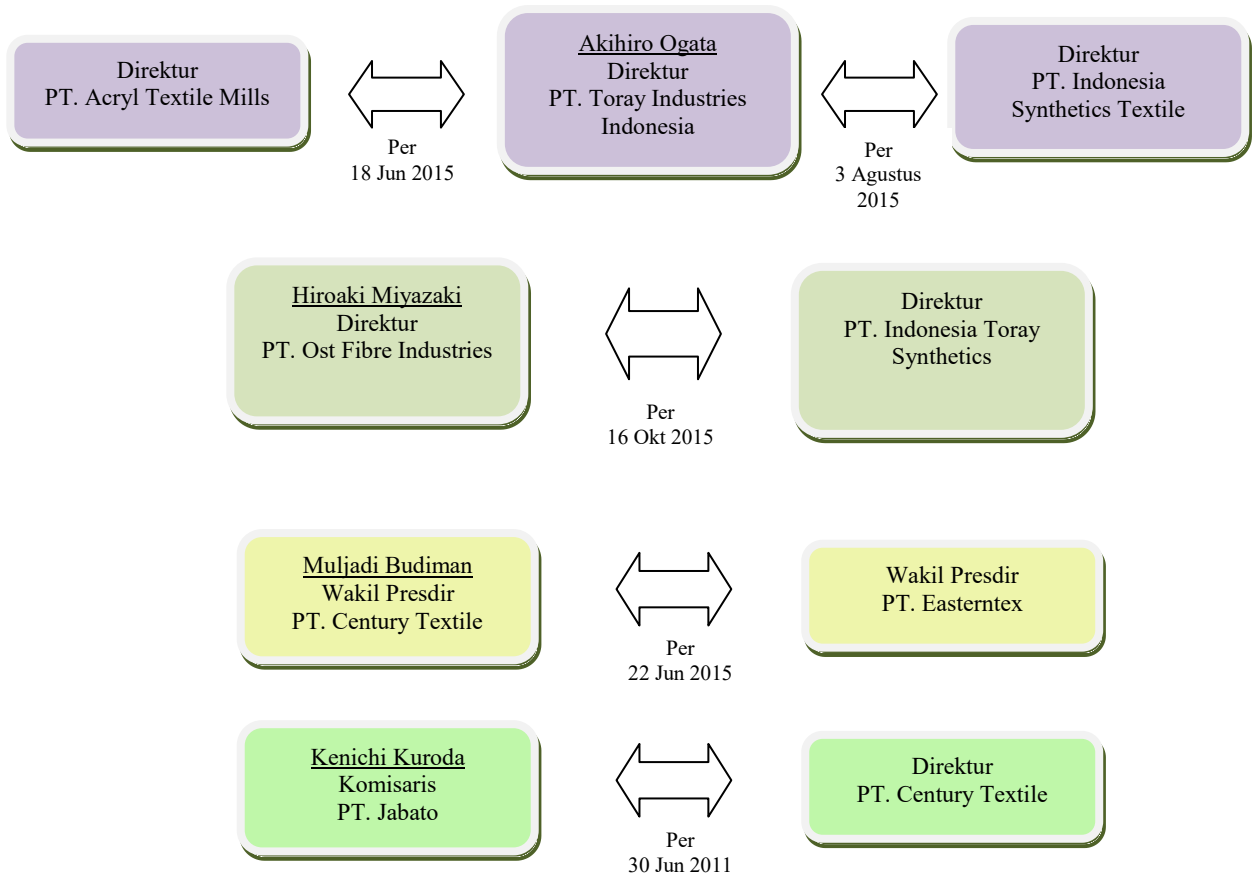 Direktur
PT. Acryl Textile Mills
Per
18 Jun 2015
Akihiro Ogata
Direktur
PT. Toray Industries
Indonesia
Per
3 Agustus
2015
Direktur
PT. Indonesia
Synthetics Textile
Hiroaki Miyazaki
Direktur
PT. Ost Fibre Industries
Per
16 Okt 2015
Direktur
PT. Indonesia Toray
Synthetics
Muljadi Budiman
Wakil Presdir
PT. Century Textile
Per
22 Jun 2015
Wakil Presdir
PT. Easterntex
Kenichi Kuroda
Komisaris
PT. Jabato
Per
30 Jun 2011
Direktur
PT. Century Textile